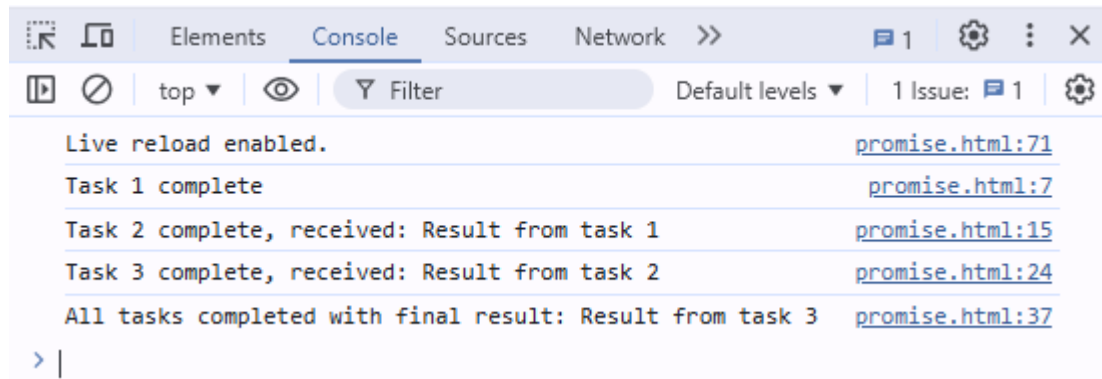 Elements Console Sources Network >> 1
top ▼ Filter Default levels ▼ 1 Issue: 1
Live reload enabled. promise.html:71
Task 1 complete promise.html:7
Task 2 complete, received: Result from task 1 promise.html:15
Task 3 complete, received: Result from task 2 promise.html:24
All tasks completed with final result: Result from task 3 promise.html:37
>